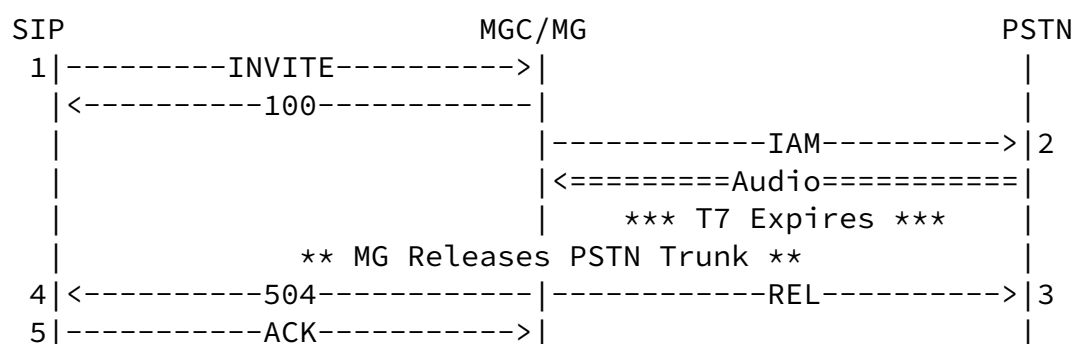 SIP                       MGC/MG                       PSTN
 1|---------INVITE---------->|                            |
  |<----------100------------|                            |
  |                          |------------IAM---------->|2
  |                          |<=========Audio===========|
  |                          |    *** T7 Expires ***      |
  |             ** MG Releases PSTN Trunk **              |
 4|<----------504------------|------------REL---------->|3
 5|----------ACK------------>|                            |